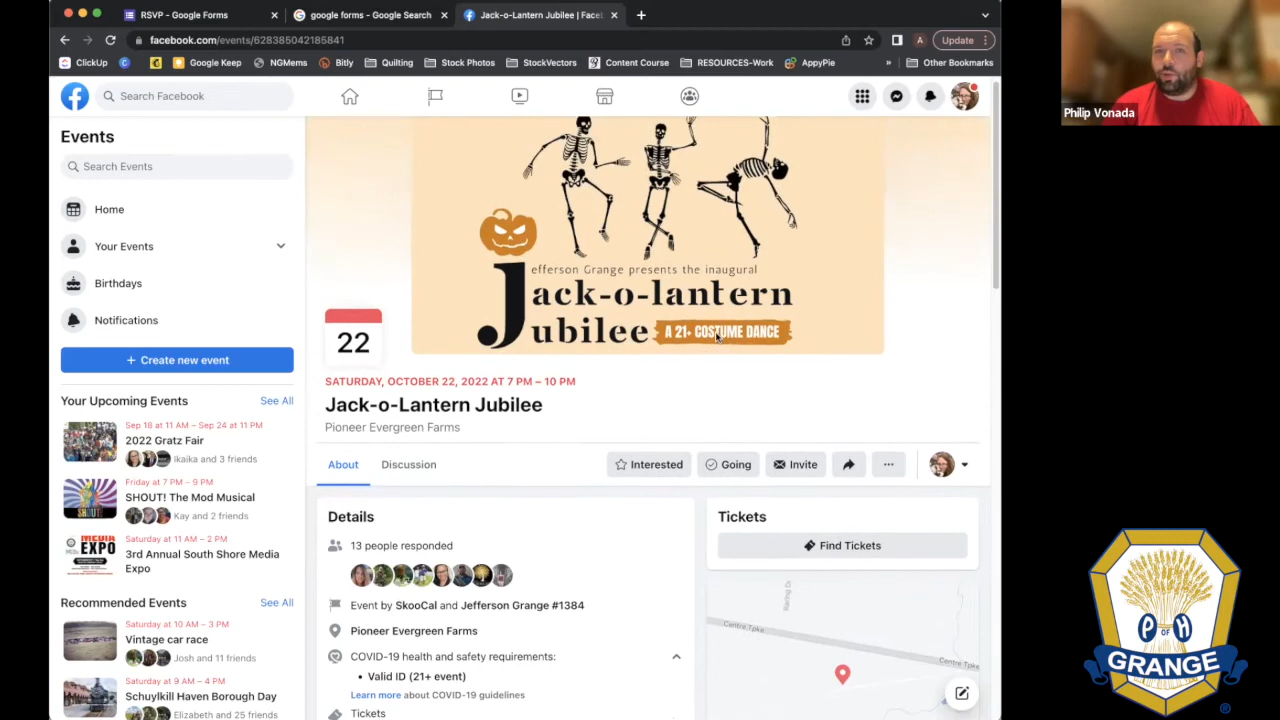 RSVP - Google Forms
google forms - Google Search
Jack-o-Lantern Jubilee | Facel
facebook.com/events/628385042185841
Update
ClickUp
Google Keep
NGMems
Bitly
Quilting
Stock Photos
StockVectors
Content Course
RESOURCES-Work
AppyPie
»
Other Bookmarks
Search Facebook
Events
Search Events
Home
Your Events
Birthdays
Notifications
+ Create new event
Your Upcoming Events
See All
Sep 18 at 11 AM – Sep 24 at 11 PM
2022 Gratz Fair
Ikaika and 3 friends
Friday at 7 PM – 9 PM
SHOUT! The Mod Musical
Kay and 2 friends
Saturday at 11 AM – 2 PM
3rd Annual South Shore Media
Expo
MEDIA
EXPO
SHOUT
Recommended Events
See All
Saturday at 10 AM – 3 PM
Vintage car race
Josh and 11 friends
Saturday at 9 AM – 4 PM
Schuylkill Haven Borough Day
Elizabeth and 25 friends
Jefferson Grange presents the inaugural
Jack-o-lantern
Jubilee
A 21+ COSTUME DANCE
22
SATURDAY, OCTOBER 22, 2022 AT 7 PM – 10 PM
Jack-o-Lantern Jubilee
Pioneer Evergreen Farms
About
Discussion
Interested
Going
Invite
Details
13 people responded
Event by SkooCal and Jefferson Grange #1384
Pioneer Evergreen Farms
COVID-19 health and safety requirements:
• Valid ID (21+ event)
Learn more about COVID-19 guidelines
Tickets
Tickets
Find Tickets
Centre Tpke
Centre Tpke
Philip Vonada
P OF H
GRANGE
®